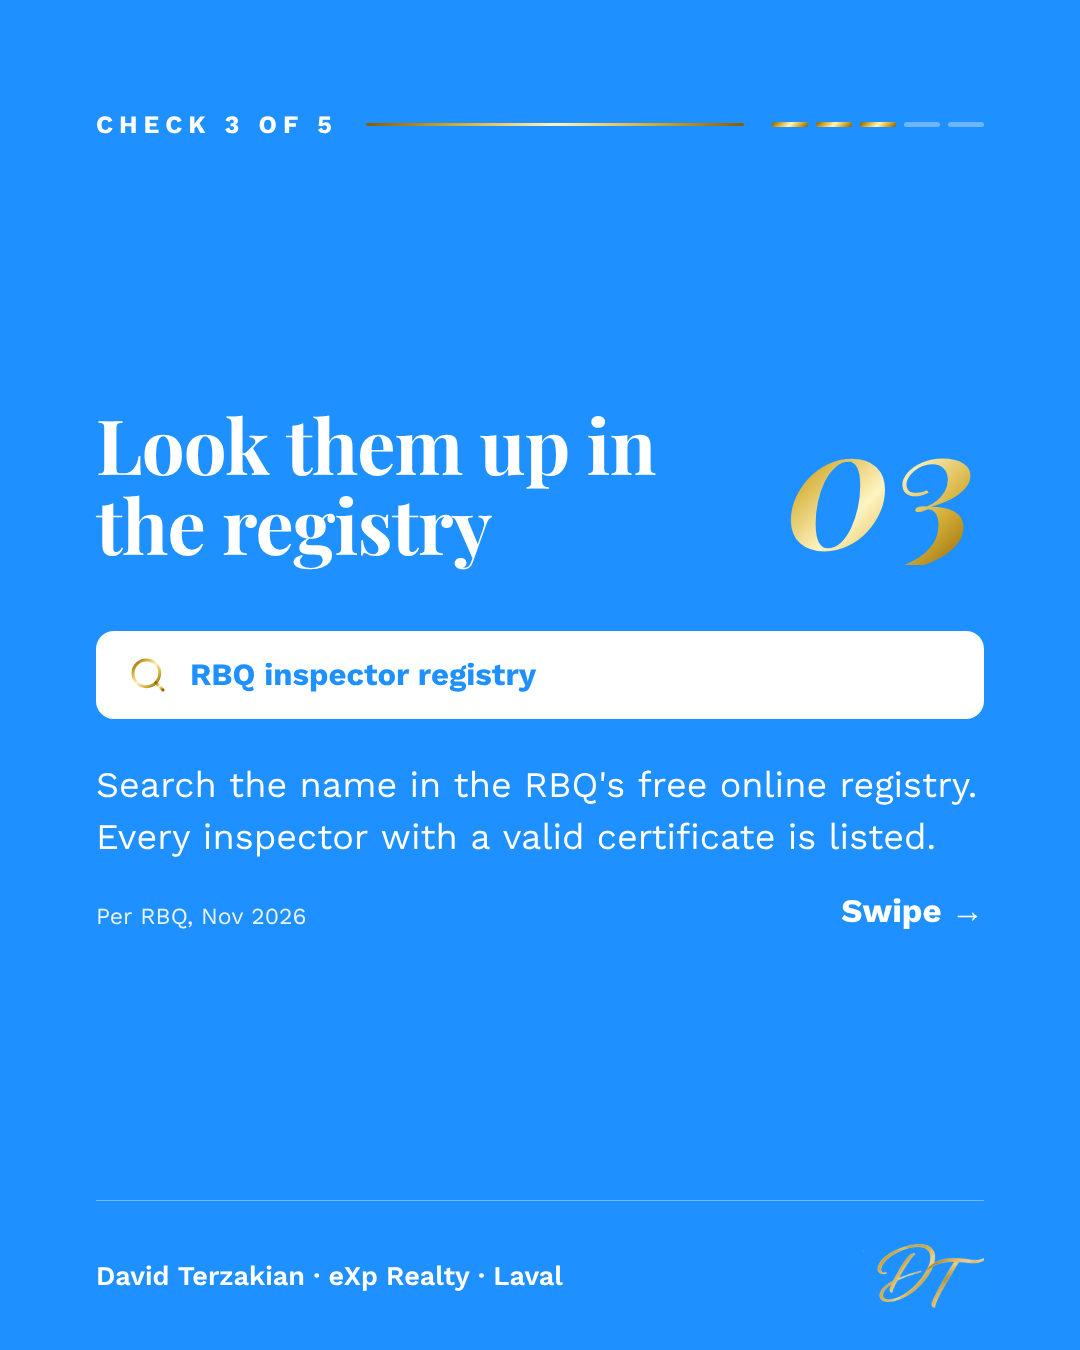 CHECK 3 OF 5
Look them up in
the registry
03
RBQ inspector registry
Search the name in the RBQ's free online registry.
Every inspector with a valid certificate is listed.
Per RBQ, Nov 2026
Swipe →
David Terzakian · eXp Realty · Laval
DT